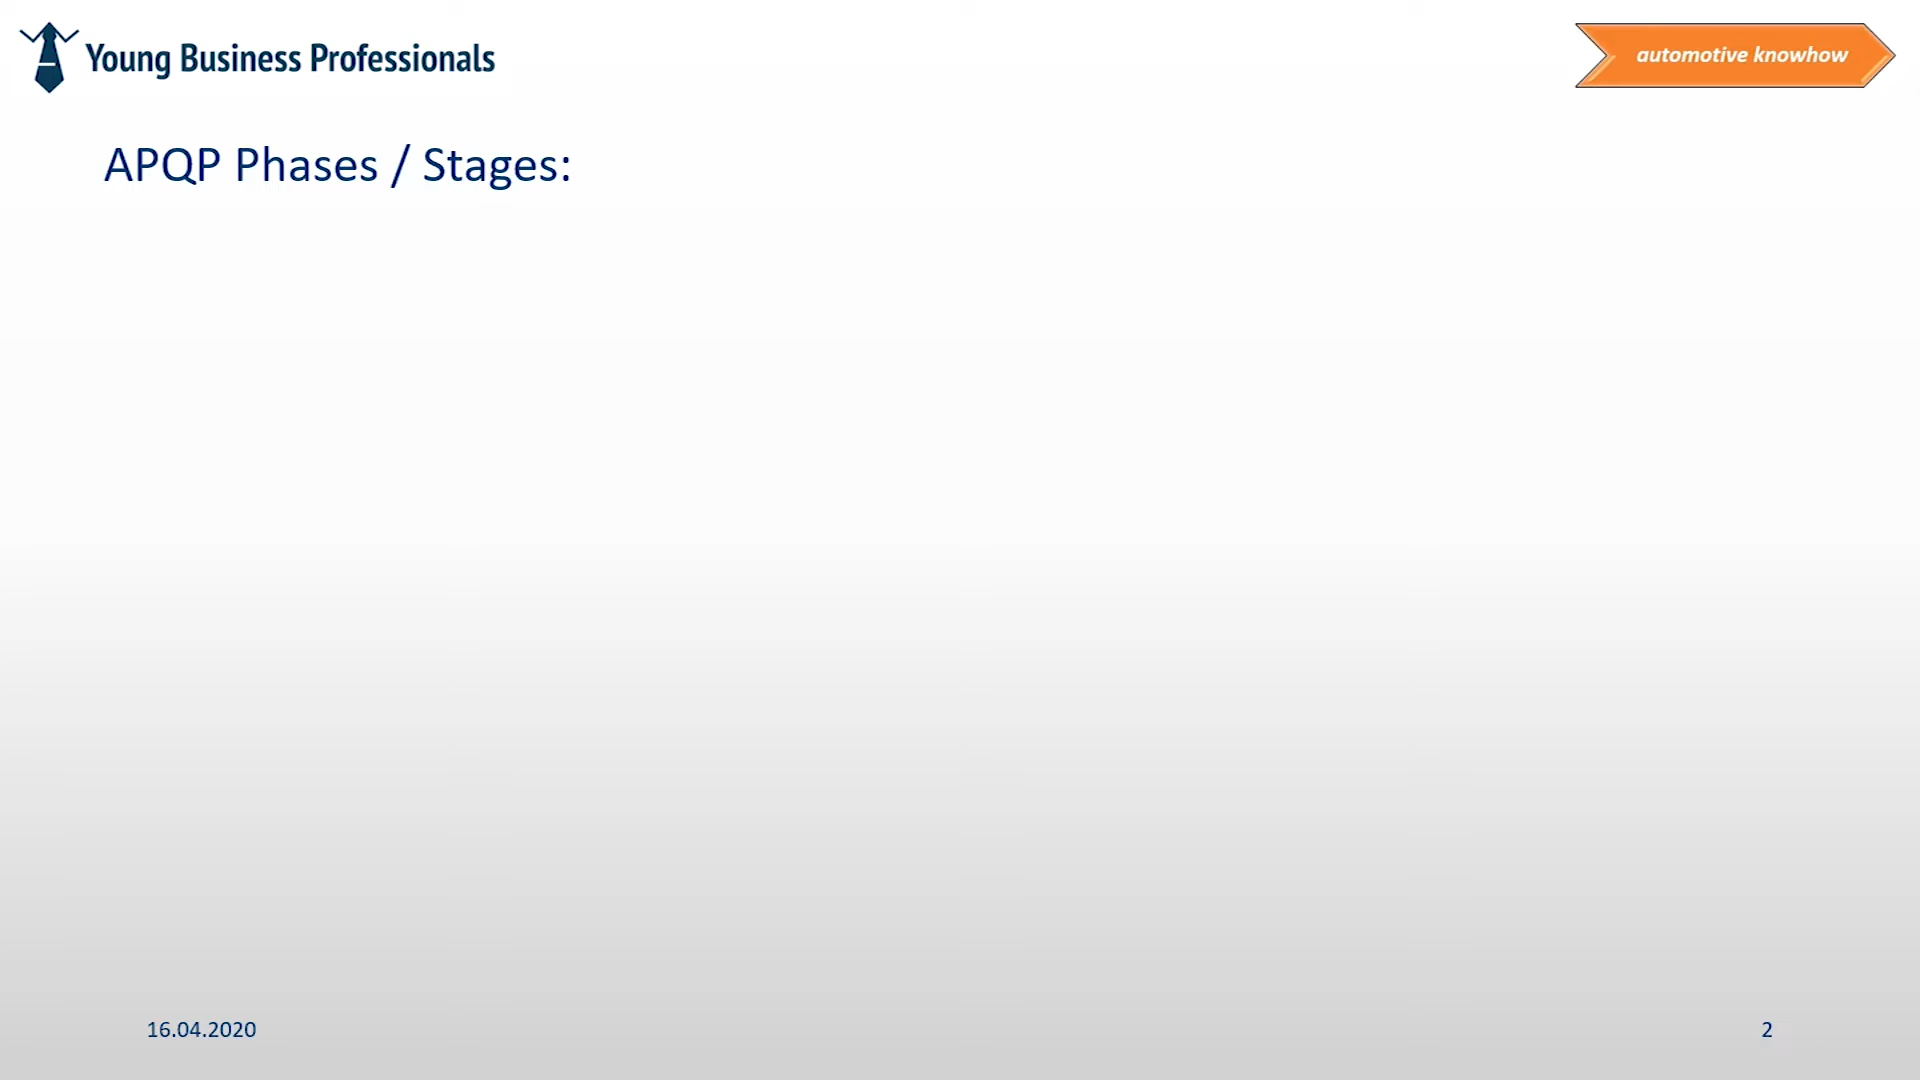 Young Business Professionals
automotive knowhow
APQP Phases / Stages:
16.04.2020
2